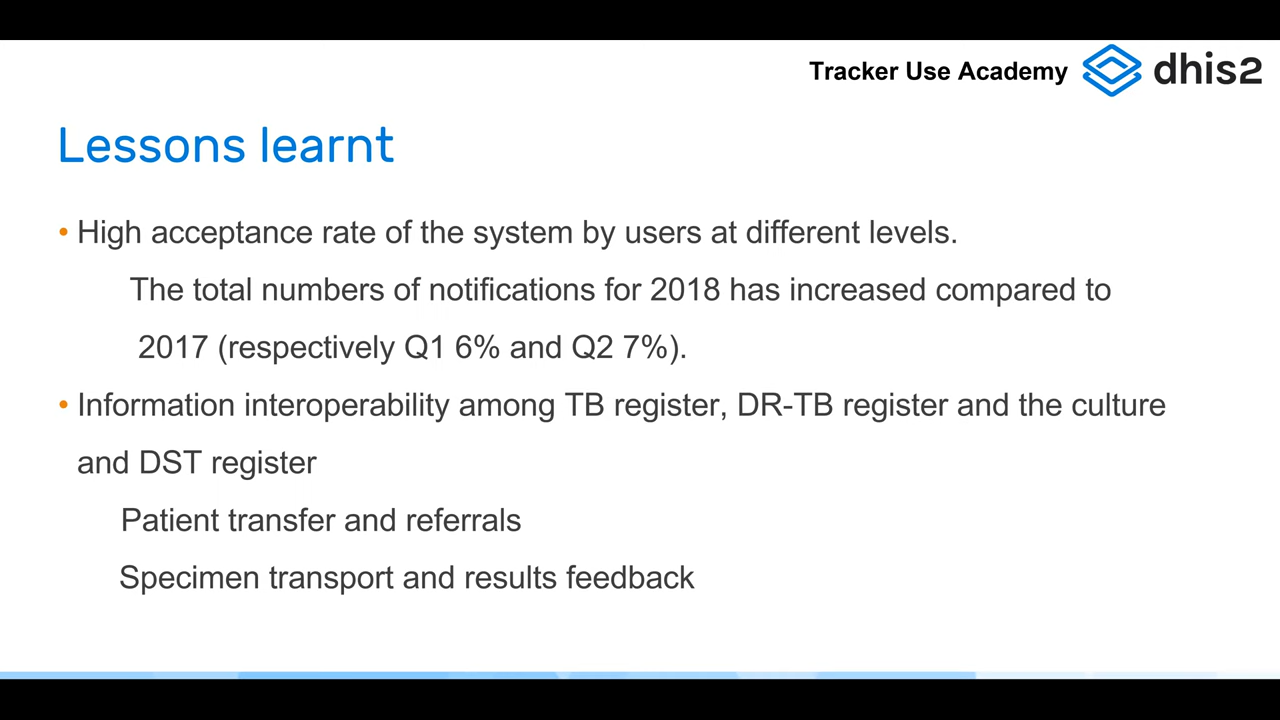 Tracker Use Academy dhis2
Lessons learnt
• High acceptance rate of the system by users at different levels.
The total numbers of notifications for 2018 has increased compared to
2017 (respectively Q1 6% and Q2 7%).
• Information interoperability among TB register, DR-TB register and the culture
and DST register
Patient transfer and referrals
Specimen transport and results feedback